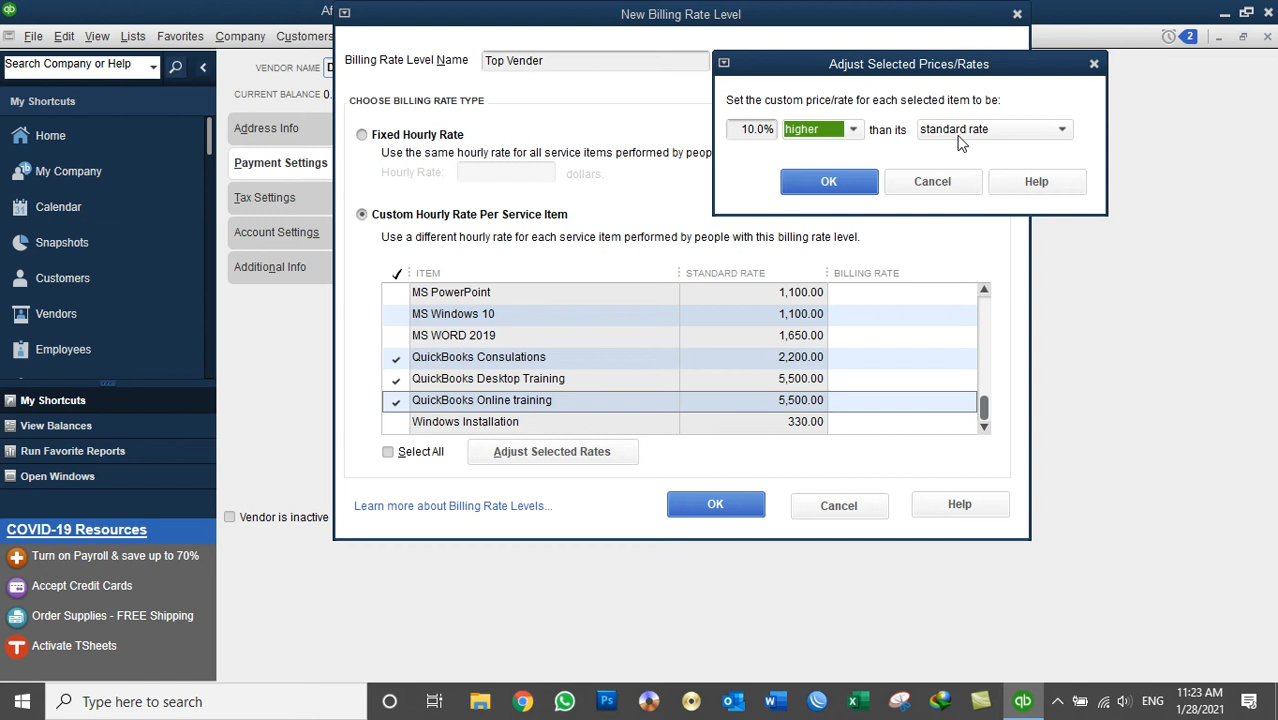 Af
New Billing Rate Level
File Edit View Lists Favorites Company Customers
2
Search Company or Help
My Shortcuts
Home
My Company
Calendar
Snapshots
Customers
Vendors
Employees
My Shortcuts
View Balances
Run Favorite Reports
Open Windows
COVID-19 Resources
Turn on Payroll & save up to 70%
Accept Credit Cards
Order Supplies - FREE Shipping
Activate TSheets
VENDOR NAME D
CURRENT BALANCE 0.
Address Info
Payment Settings
Tax Settings
Account Settings
Additional Info
Vendor is inactive
Billing Rate Level Name Top Vender
CHOOSE BILLING RATE TYPE
Fixed Hourly Rate
Use the same hourly rate for all service items performed by peop
Hourly Rate: dollars.
Custom Hourly Rate Per Service Item
Use a different hourly rate for each service item performed by people with this billing rate level.
ITEM STANDARD RATE BILLING RATE
MS PowerPoint 1,100.00
MS Windows 10 1,100.00
MS WORD 2019 1,650.00
QuickBooks Consulations 2,200.00
QuickBooks Desktop Training 5,500.00
QuickBooks Online training 5,500.00
Windows Installation 330.00
Select All Adjust Selected Rates
Learn more about Billing Rate Levels... OK Cancel Help
Adjust Selected Prices/Rates
Set the custom price/rate for each selected item to be:
10.0% higher than its standard rate
OK Cancel Help
Type here to search
ENG
11:23 AM
1/28/2021